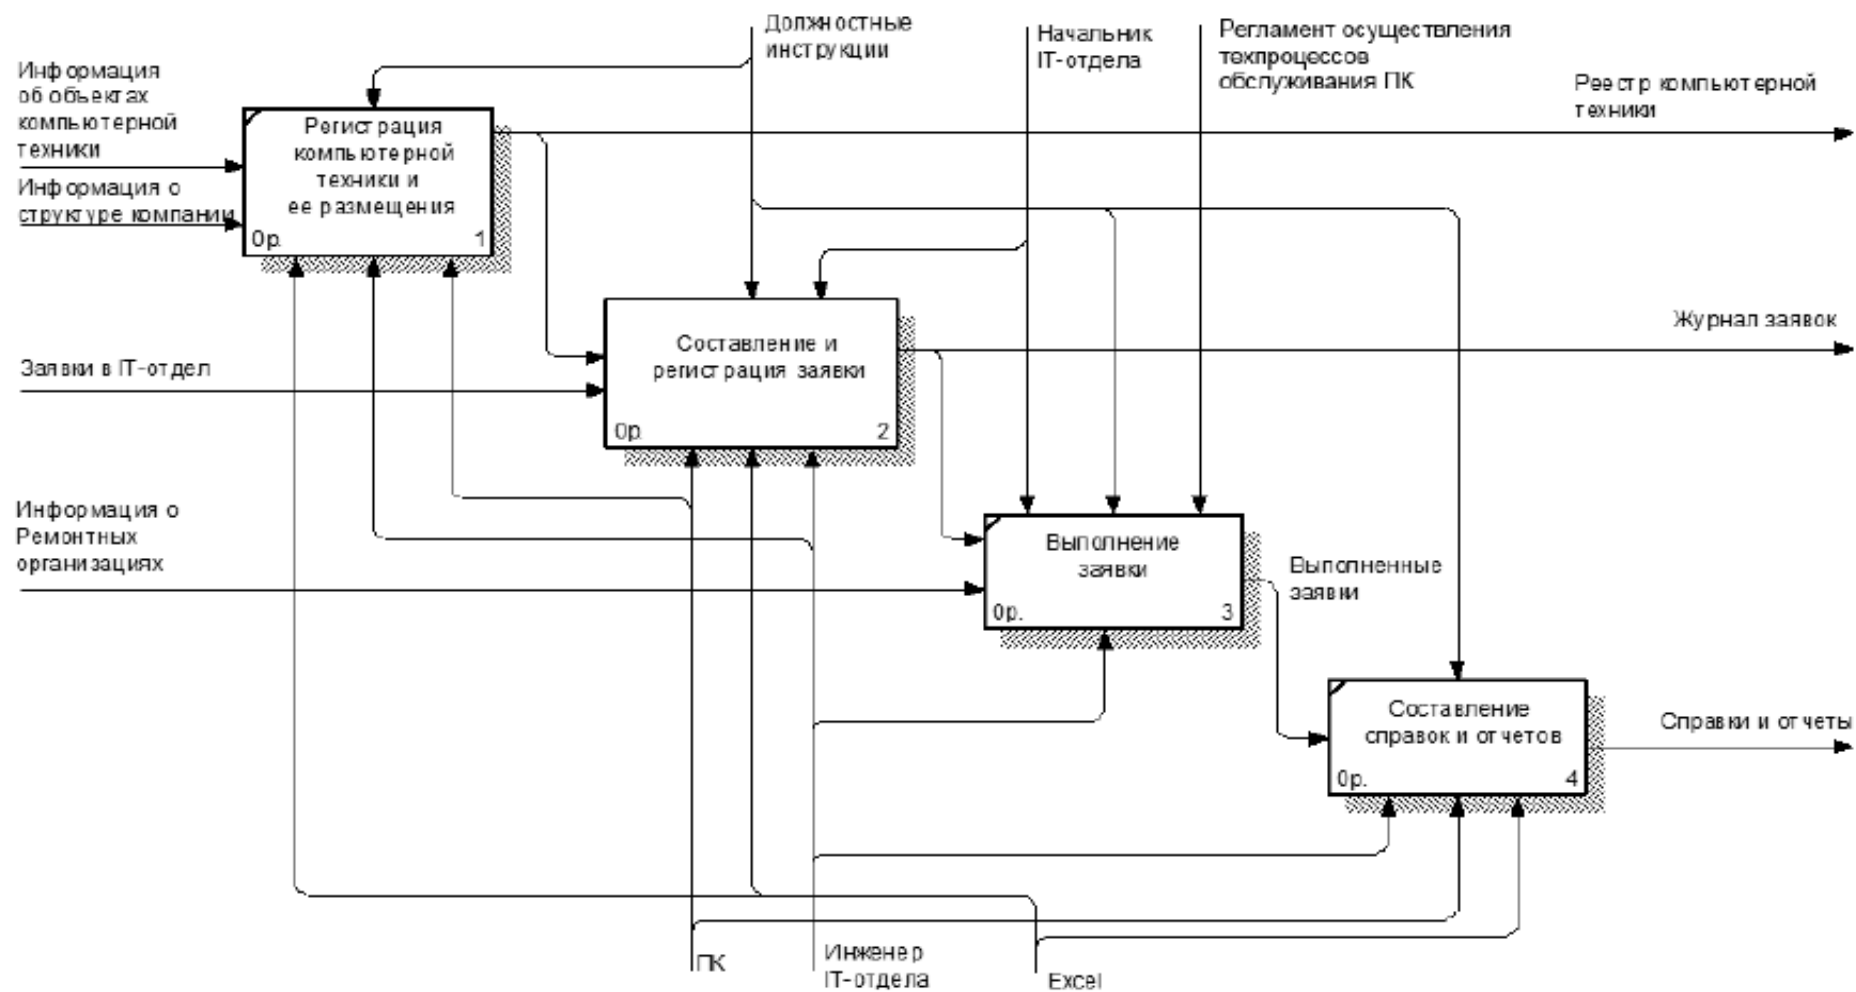 Должностные
инструкции
Начальник
IT-отдела
Регламент осуществления
техпроцессов
обслуживания ПК
Информация
об объектах
компьютерной
техники
Реестр компьютерной
техники
Регистрация
компьютерной
техники и
ее размещения
0р.
1
Информация о
структуре компании
Составление и
регистрация заявки
0р.
2
Журнал заявок
Заявки в IT-отдел
Информация о
Ремонтных
организациях
Выполнение
заявки
0р.
3
Выполненные
заявки
Составление
справок и отчетов
0р.
4
Справки и отчеты
ПК
Инженер
IT-отдела
Excel